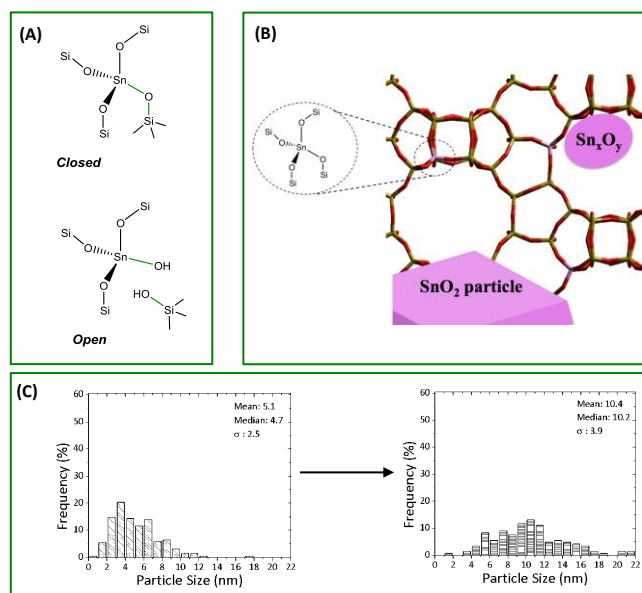 (A)
Si
O
Si
O
Sn
O
O
Si
Si
Closed
Si
O
Si
O
Sn
OH
O
HO
Si
Si
Open
(B)
Si
Si
O
O
Sn
O
O
Si
Si
SnxOy
SnO2 particle
(C)
60
50
40
30
20
10
0
Frequency (%)
Mean: 5.1
Median: 4.7
σ : 2.5
0 2 4 6 8 10 12 14 16 18 20 22
Particle Size (nm)
60
50
40
30
20
10
0
Frequency (%)
Mean: 10.4
Median: 10.2
σ : 3.9
0 2 4 6 8 10 12 14 16 18 20 22
Particle Size (nm)